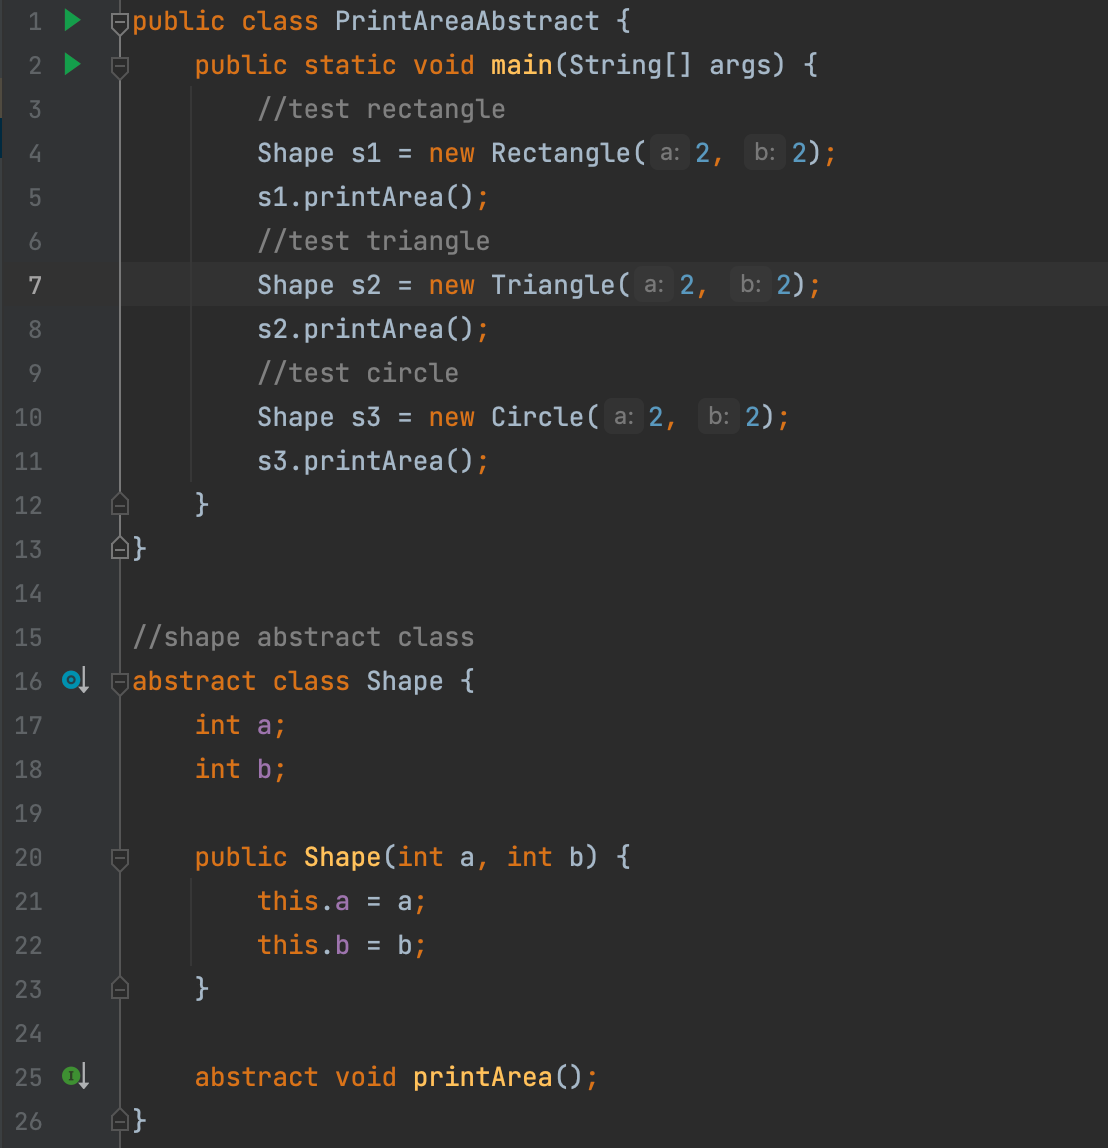 1 public class PrintAreaAbstract {
2 public static void main(String[] args) {
3 //test rectangle
4 Shape s1 = new Rectangle( a: 2, b: 2);
5 s1.printArea();
6 //test triangle
7 Shape s2 = new Triangle( a: 2, b: 2);
8 s2.printArea();
9 //test circle
10 Shape s3 = new Circle( a: 2, b: 2);
11 s3.printArea();
12 }
13 }
14
15 //shape abstract class
16 abstract class Shape {
17 int a;
18 int b;
19
20 public Shape(int a, int b) {
21 this.a = a;
22 this.b = b;
23 }
24
25 abstract void printArea();
26 }